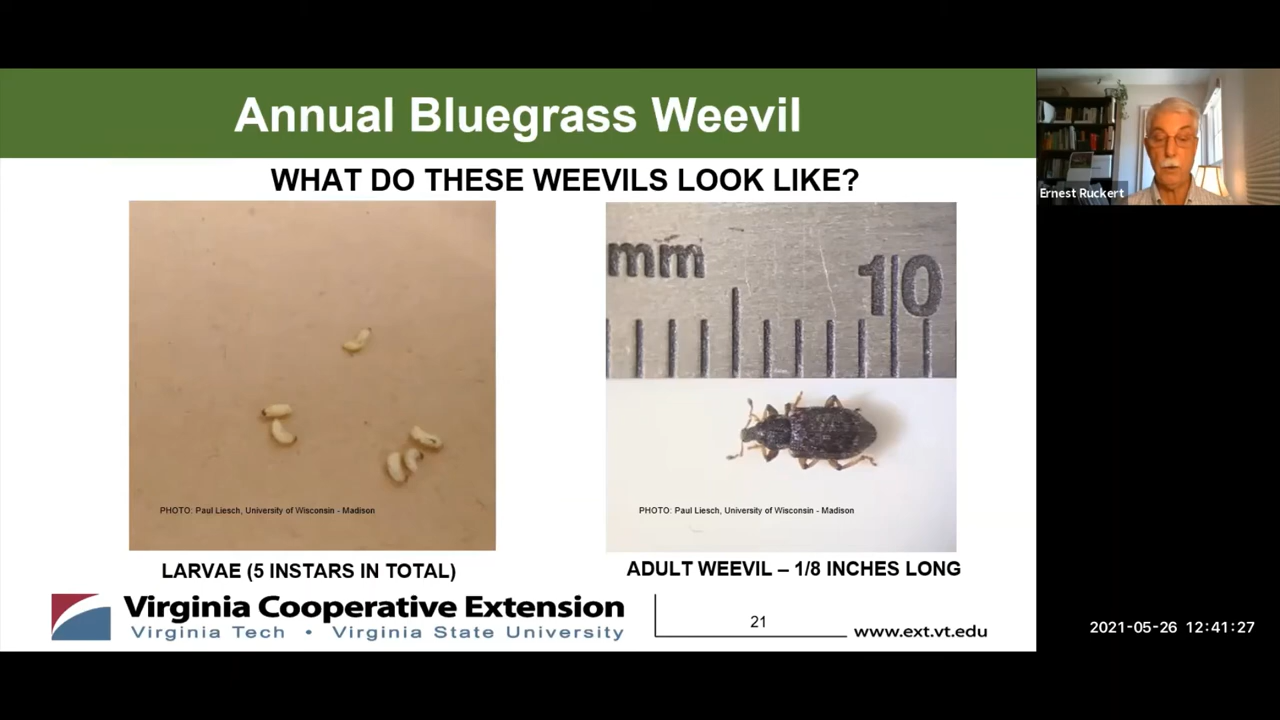 Annual Bluegrass Weevil
WHAT DO THESE WEEVILS LOOK LIKE?
PHOTO: Paul Liesch, University of Wisconsin - Madison
mm
10
PHOTO: Paul Liesch, University of Wisconsin - Madison
LARVAE (5 INSTARS IN TOTAL)
ADULT WEEVIL – 1/8 INCHES LONG
Virginia Cooperative Extension
Virginia Tech • Virginia State University
21
www.ext.vt.edu
Ernest Ruckert
2021-05-26 12:41:27